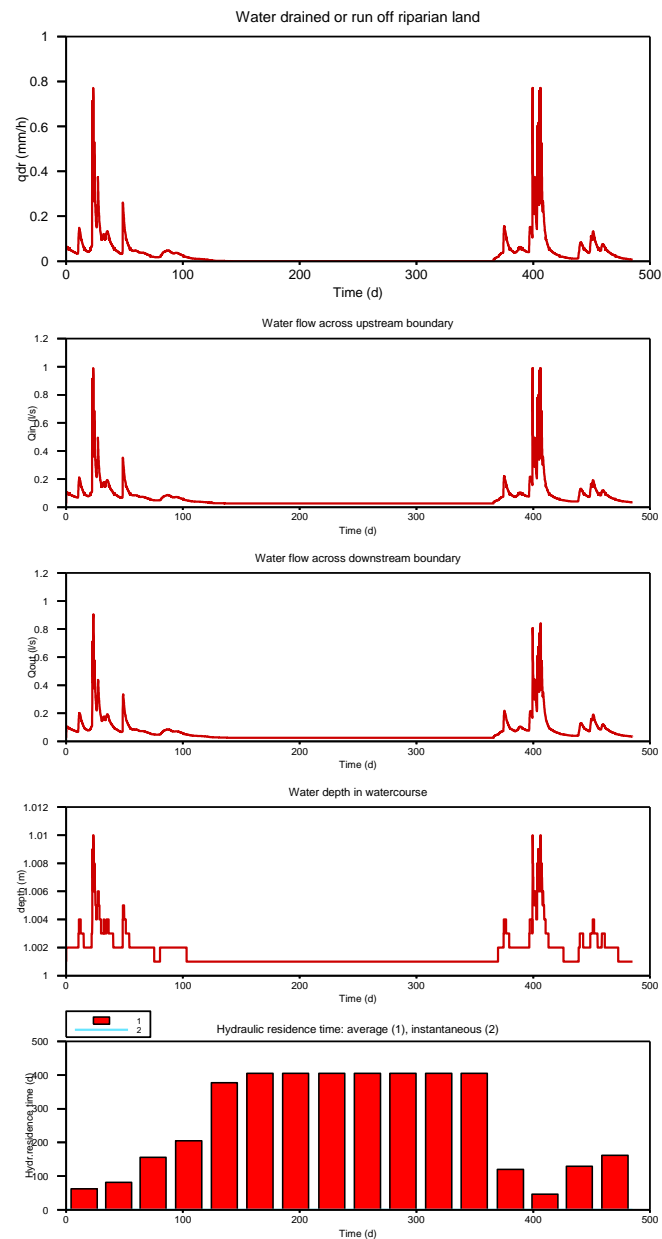 Water drained or run off riparian land
1
0.8
0.6
0.4
0.2
0
qdr (mm/h)
0 100 200 300 400 500
Time (d)
Water flow across upstream boundary
1.2
1
0.8
0.6
0.4
0.2
0
Qin (l/s)
0 100 200 300 400 500
Time (d)
Water flow across downstream boundary
1.2
1
0.8
0.6
0.4
0.2
0
Qout (l/s)
0 100 200 300 400 500
Time (d)
Water depth in watercourse
1.012
1.01
1.008
1.006
1.004
1.002
1
depth (m)
0 100 200 300 400 500
Time (d)
1
2
Hydraulic residence time: average (1), instantaneous (2)
500
400
300
200
100
0
Hydr.residence time (d)
0 100 200 300 400 500
Time (d)